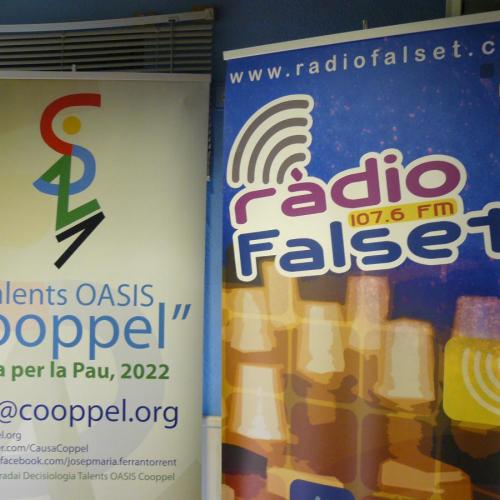 alents OASIS
ooppel”
a per la Pau, 2022
@cooppel.org
el.org
er.com/CausaCoppel
facebook.com/josepmaria.ferrantorrent
radai Decisiologia Talents OASIS Cooppel
www.radiofalset.c
ràdio
107.6 FM
Falset